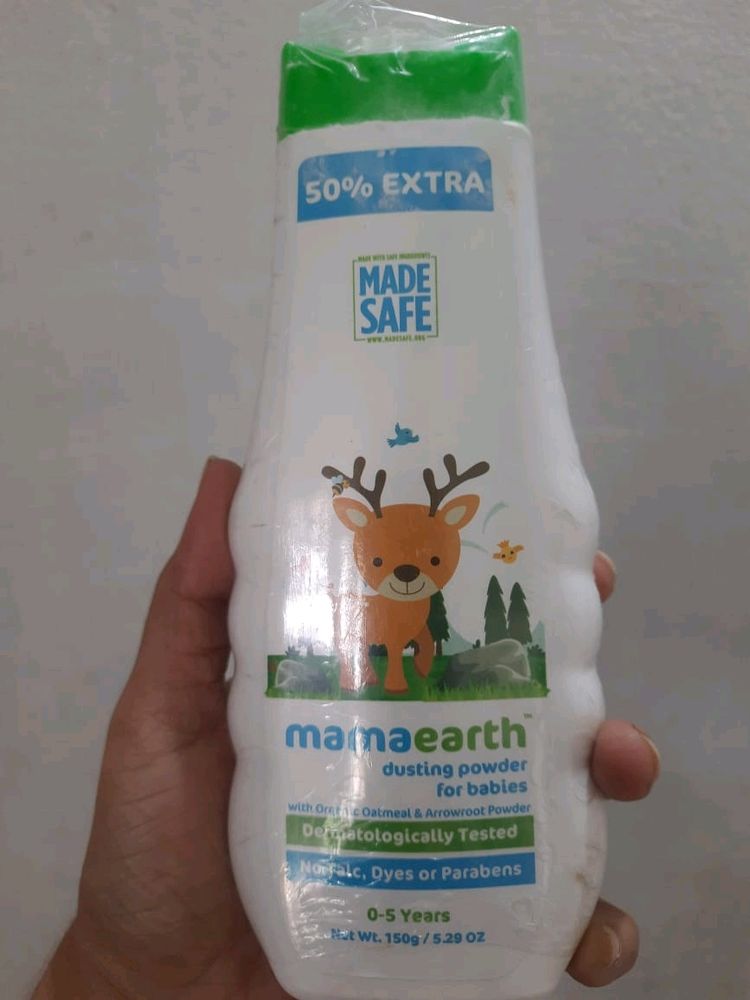 50% EXTRA
MADE WITH SAFE INGREDIENTS
MADE
SAFE
WWW.MADESAFE.ORG
mamaearth™
dusting powder
for babies
with Organic Oatmeal & Arrowroot Powder
Dermatologically Tested
No Talc, Dyes or Parabens
0-5 Years
Net Wt. 150g / 5.29 OZ